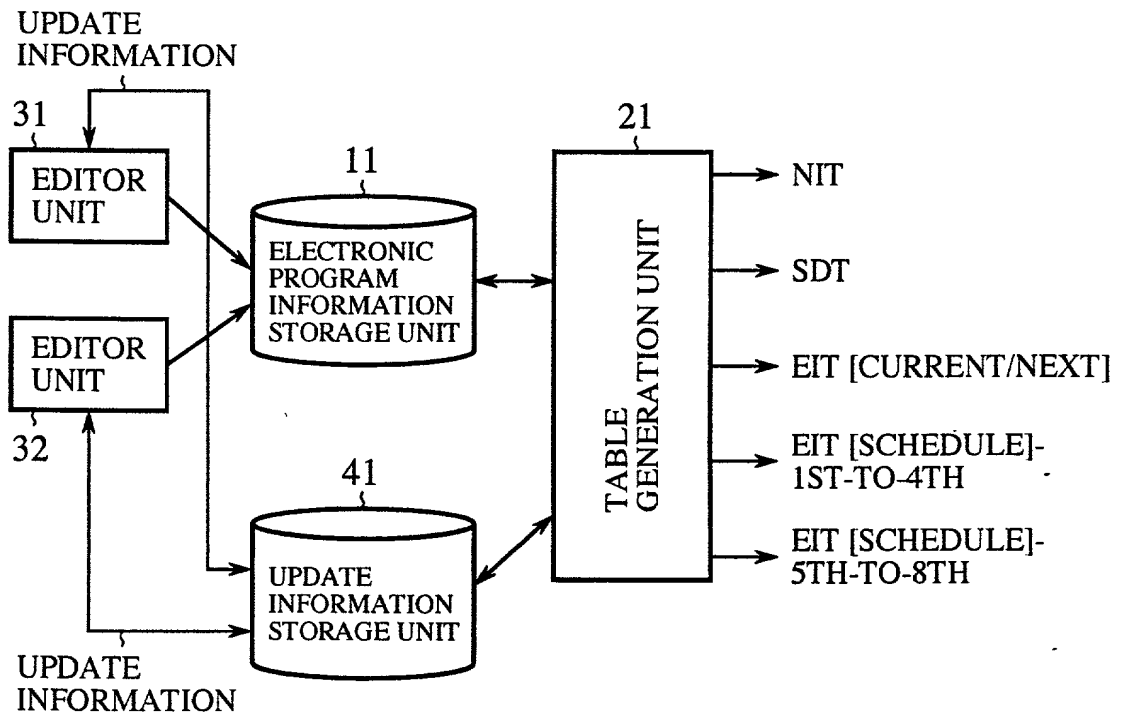 UPDATE
INFORMATION
31
EDITOR
UNIT
EDITOR
UNIT
32
11
ELECTRONIC
PROGRAM
INFORMATION
STORAGE UNIT
41
UPDATE
INFORMATION
STORAGE UNIT
UPDATE
INFORMATION
21
TABLE
GENERATION UNIT
NIT
SDT
EIT [CURRENT/NEXT]
EIT [SCHEDULE]-
1ST-TO-4TH
EIT [SCHEDULE]-
5TH-TO-8TH